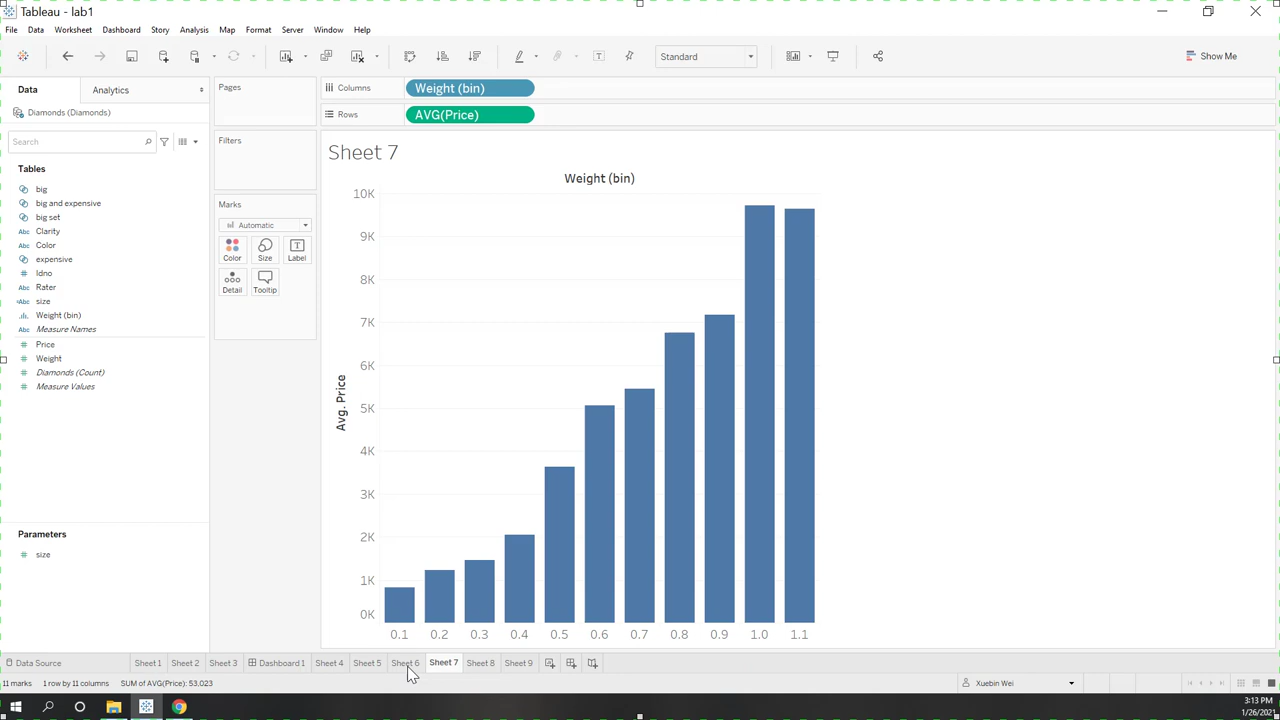 Tableau - lab1
File Data Worksheet Dashboard Story Analysis Map Format Server Window Help
Standard
Show Me
Data Analytics
Diamonds (Diamonds)
Search
Tables
big
big and expensive
big set
Abc Clarity
Abc Color
expensive
Idno
Abc Rater
Abc size
Weight (bin)
Abc Measure Names
Price
Weight
Diamonds (Count)
Measure Values
Parameters
size
Pages
Filters
Marks
Automatic
Color Size Label
Detail Tooltip
Columns Weight (bin)
Rows AVG(Price)
Sheet 7
Weight (bin)
10K
9K
8K
7K
6K
5K
4K
3K
2K
1K
0K
Avg. Price
0.1 0.2 0.3 0.4 0.5 0.6 0.7 0.8 0.9 1.0 1.1
Data Source Sheet 1 Sheet 2 Sheet 3 Dashboard 1 Sheet 4 Sheet 5 Sheet 6 Sheet 7 Sheet 8 Sheet 9
11 marks 1 row by 11 columns SUM of AVG(Price): 53,023 Xuebin Wei
3:13 PM
1/26/2021